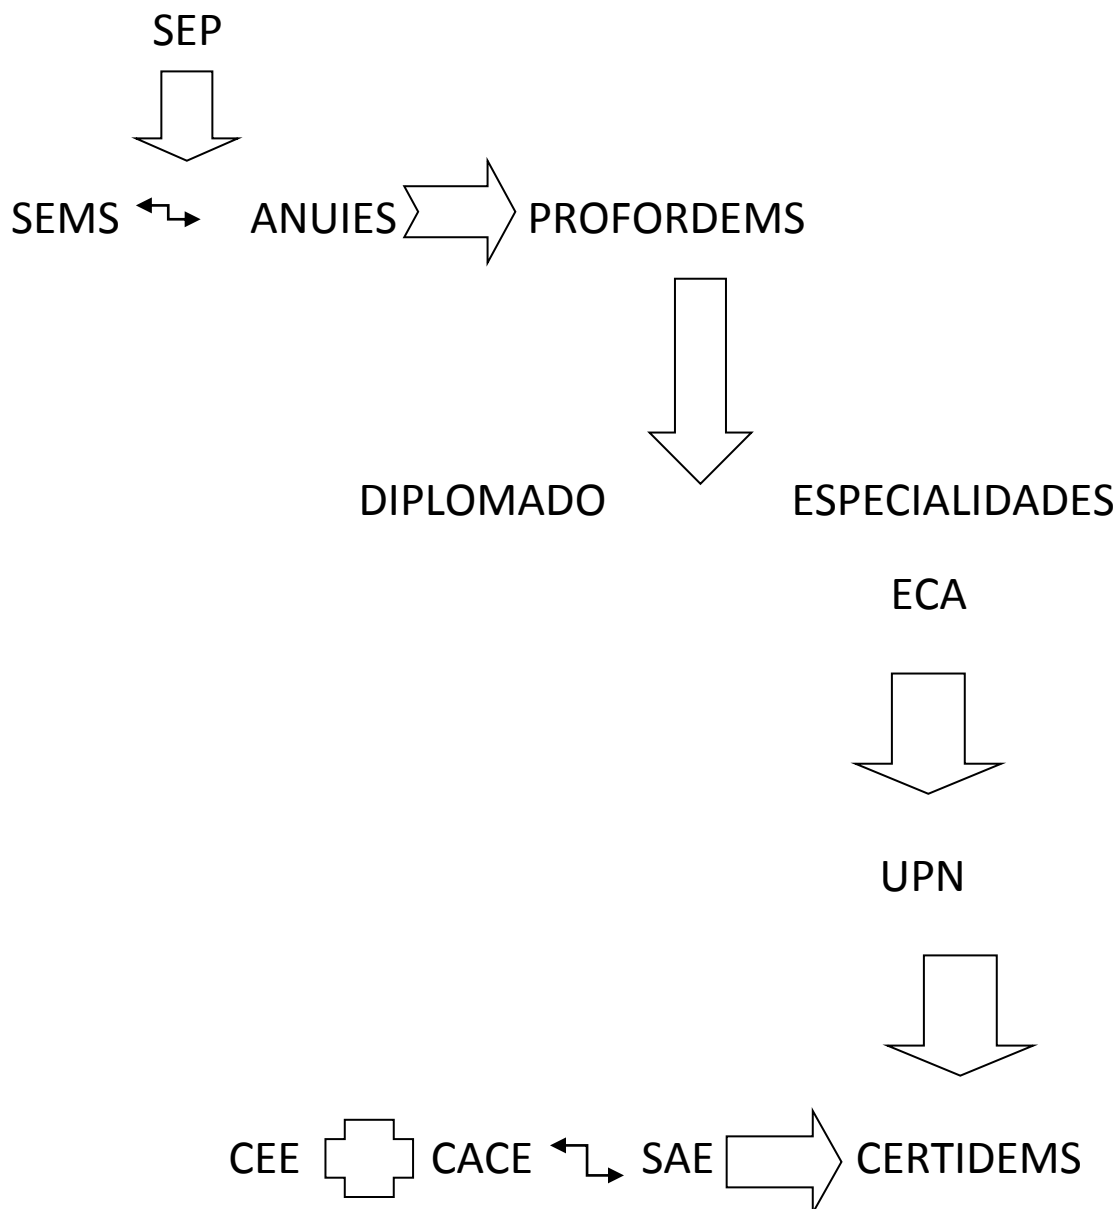 SEP
SEMS ANUIES PROFORDEMS
DIPLOMADO ESPECIALIDADES
ECA
UPN
CEE CACE SAE CERTIDEMS